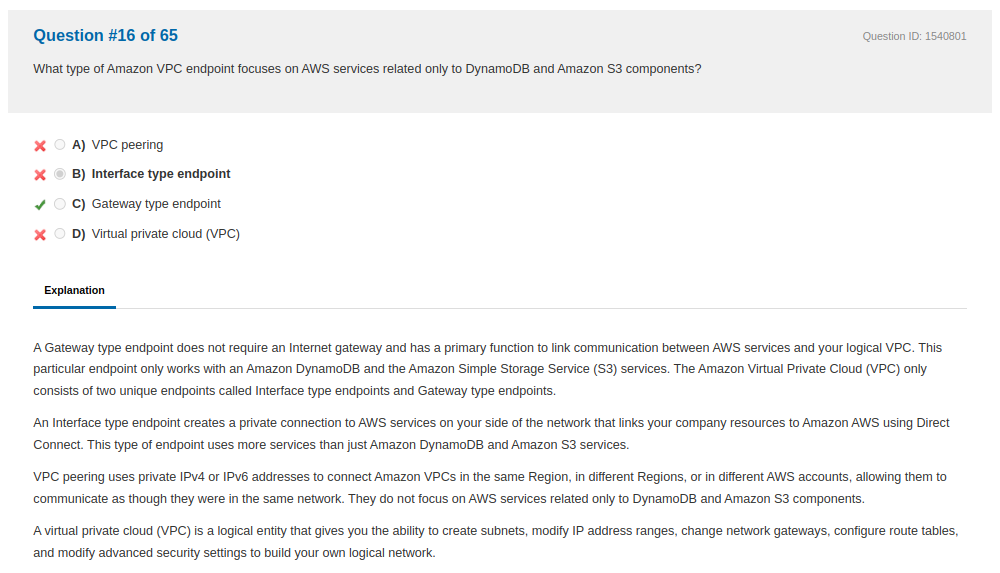 Question #16 of 65
Question ID: 1540801
What type of Amazon VPC endpoint focuses on AWS services related only to DynamoDB and Amazon S3 components?
A) VPC peering
B) Interface type endpoint
C) Gateway type endpoint
D) Virtual private cloud (VPC)
Explanation
A Gateway type endpoint does not require an Internet gateway and has a primary function to link communication between AWS services and your logical VPC. This
particular endpoint only works with an Amazon DynamoDB and the Amazon Simple Storage Service (S3) services. The Amazon Virtual Private Cloud (VPC) only
consists of two unique endpoints called Interface type endpoints and Gateway type endpoints.
An Interface type endpoint creates a private connection to AWS services on your side of the network that links your company resources to Amazon AWS using Direct
Connect. This type of endpoint uses more services than just Amazon DynamoDB and Amazon S3 services.
VPC peering uses private IPv4 or IPv6 addresses to connect Amazon VPCs in the same Region, in different Regions, or in different AWS accounts, allowing them to
communicate as though they were in the same network. They do not focus on AWS services related only to DynamoDB and Amazon S3 components.
A virtual private cloud (VPC) is a logical entity that gives you the ability to create subnets, modify IP address ranges, change network gateways, configure route tables,
and modify advanced security settings to build your own logical network.